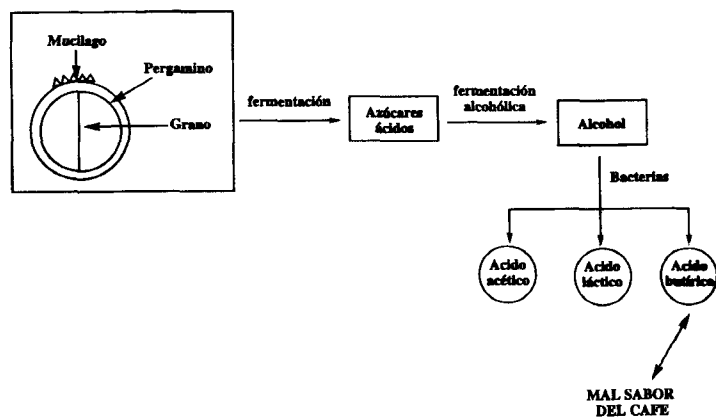 Mucilago
Pergamino
Grano
fermentación
Azúcares
ácidos
fermentación
alcohólica
Alcohol
Bacterias
Acido
acético
Acido
láctico
Acido
butírico
MAL SABOR
DEL CAFE